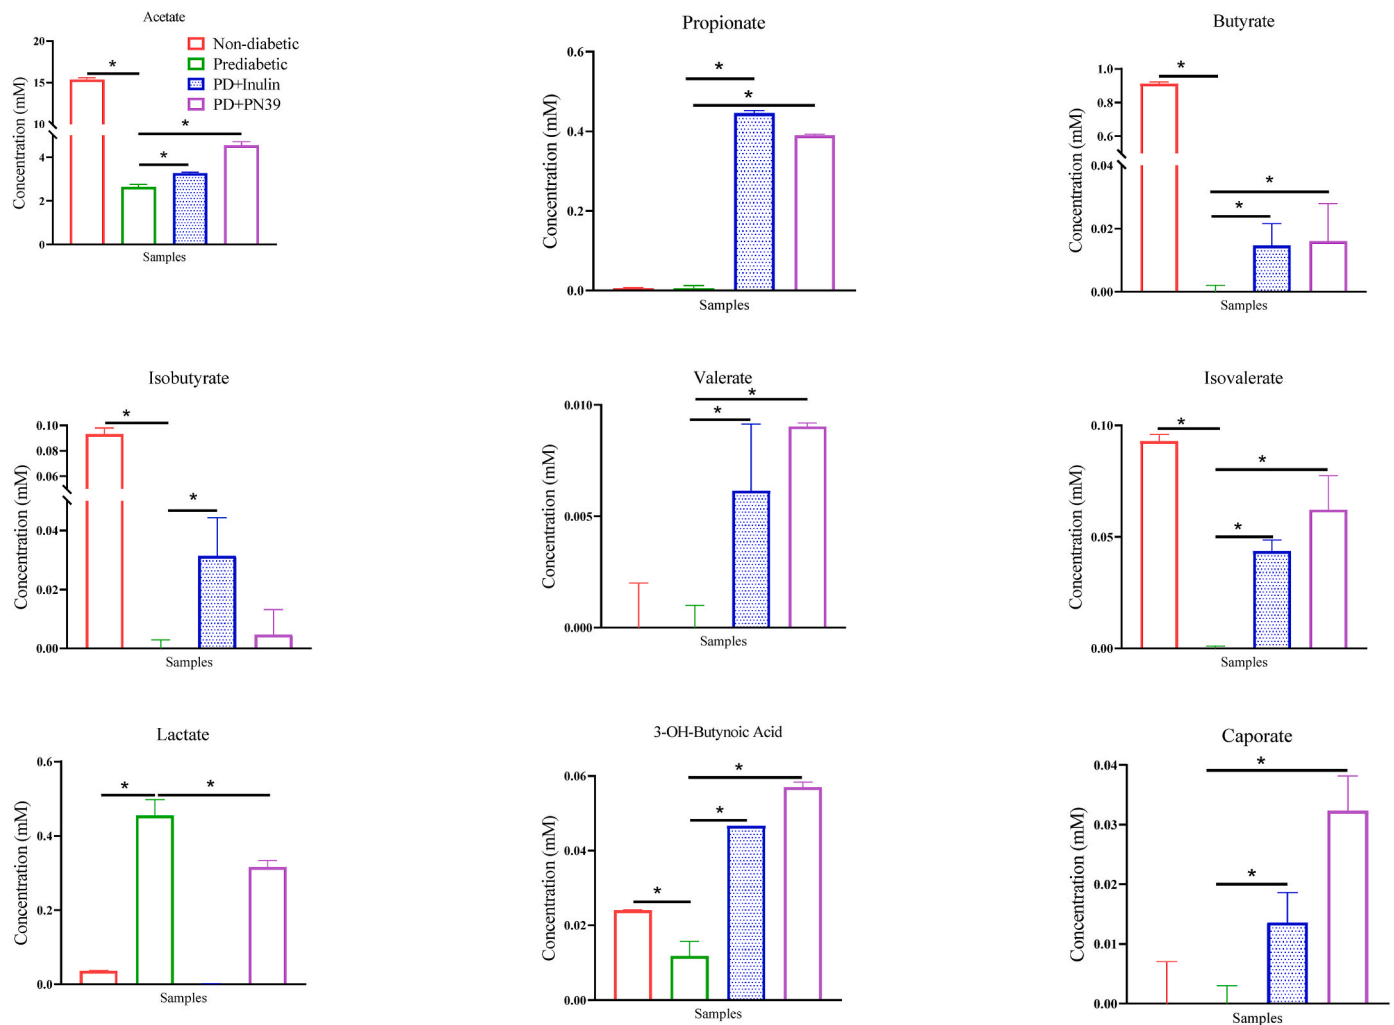 Acetate
20
15
10
4
2
0
Concentration (mM)
*
*
*
Non-diabetic
Prediabetic
PD+Inulin
PD+PN39
Samples
Propionate
0.6
0.4
0.2
0.0
Concentration (mM)
*
*
Samples
Butyrate
1.0
0.8
0.6
0.04
0.02
0.00
Concentration (mM)
*
*
*
Samples
Isobutyrate
0.10
0.08
0.06
0.04
0.02
0.00
Concentration (mM)
*
*
Samples
Valerate
0.010
0.005
0.000
Concentration (mM)
*
*
Samples
Isovalerate
0.10
0.05
0.00
Concentration (mM)
*
*
*
Samples
Lactate
0.6
0.4
0.2
0.0
Concentration (mM)
*
*
Samples
3-OH-Butynoic Acid
0.06
0.04
0.02
0.00
Concentration (mM)
*
*
*
Samples
Caporate
0.04
0.03
0.02
0.01
0.00
Concentration (mM)
*
*
Samples